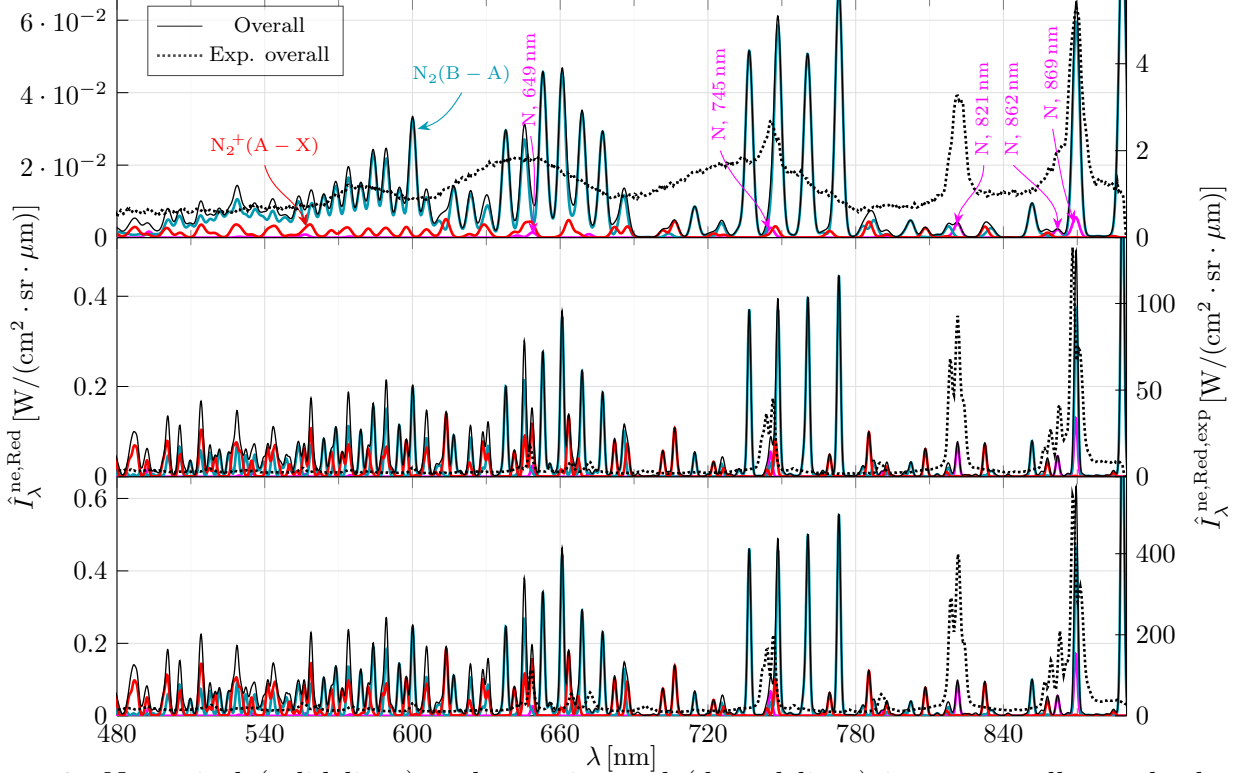 6 · 10⁻²
4 · 10⁻²
2 · 10⁻²
0
Overall
Exp. overall
N₂(B − A)
N₂⁺(A − X)
N, 649 nm
N, 745 nm
N, 821 nm
N, 862 nm
N, 869 nm
4
2
0
0.4
0.2
0
100
50
0
0.6
0.4
0.2
0
400
200
0
Î_λ^ne,Red [W/(cm² · sr · μm)]
Î_λ^ne,Red,exp [W/(cm² · sr · μm)]
480 540 600 660 720 780 840
λ [nm]